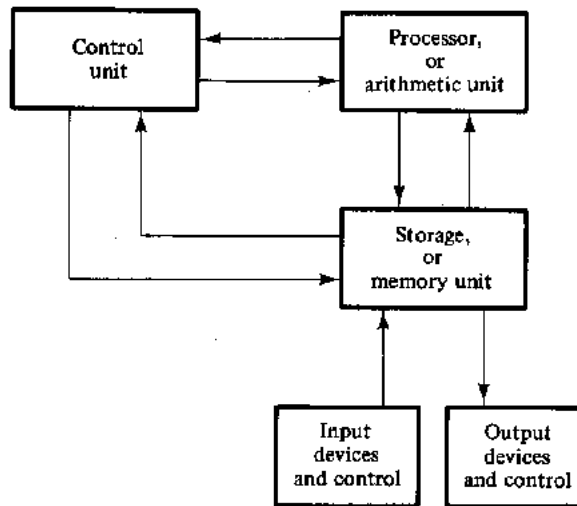 Control
unit
Processor,
or
arithmetic unit
Storage,
or
memory unit
Input
devices
and control
Output
devices
and control